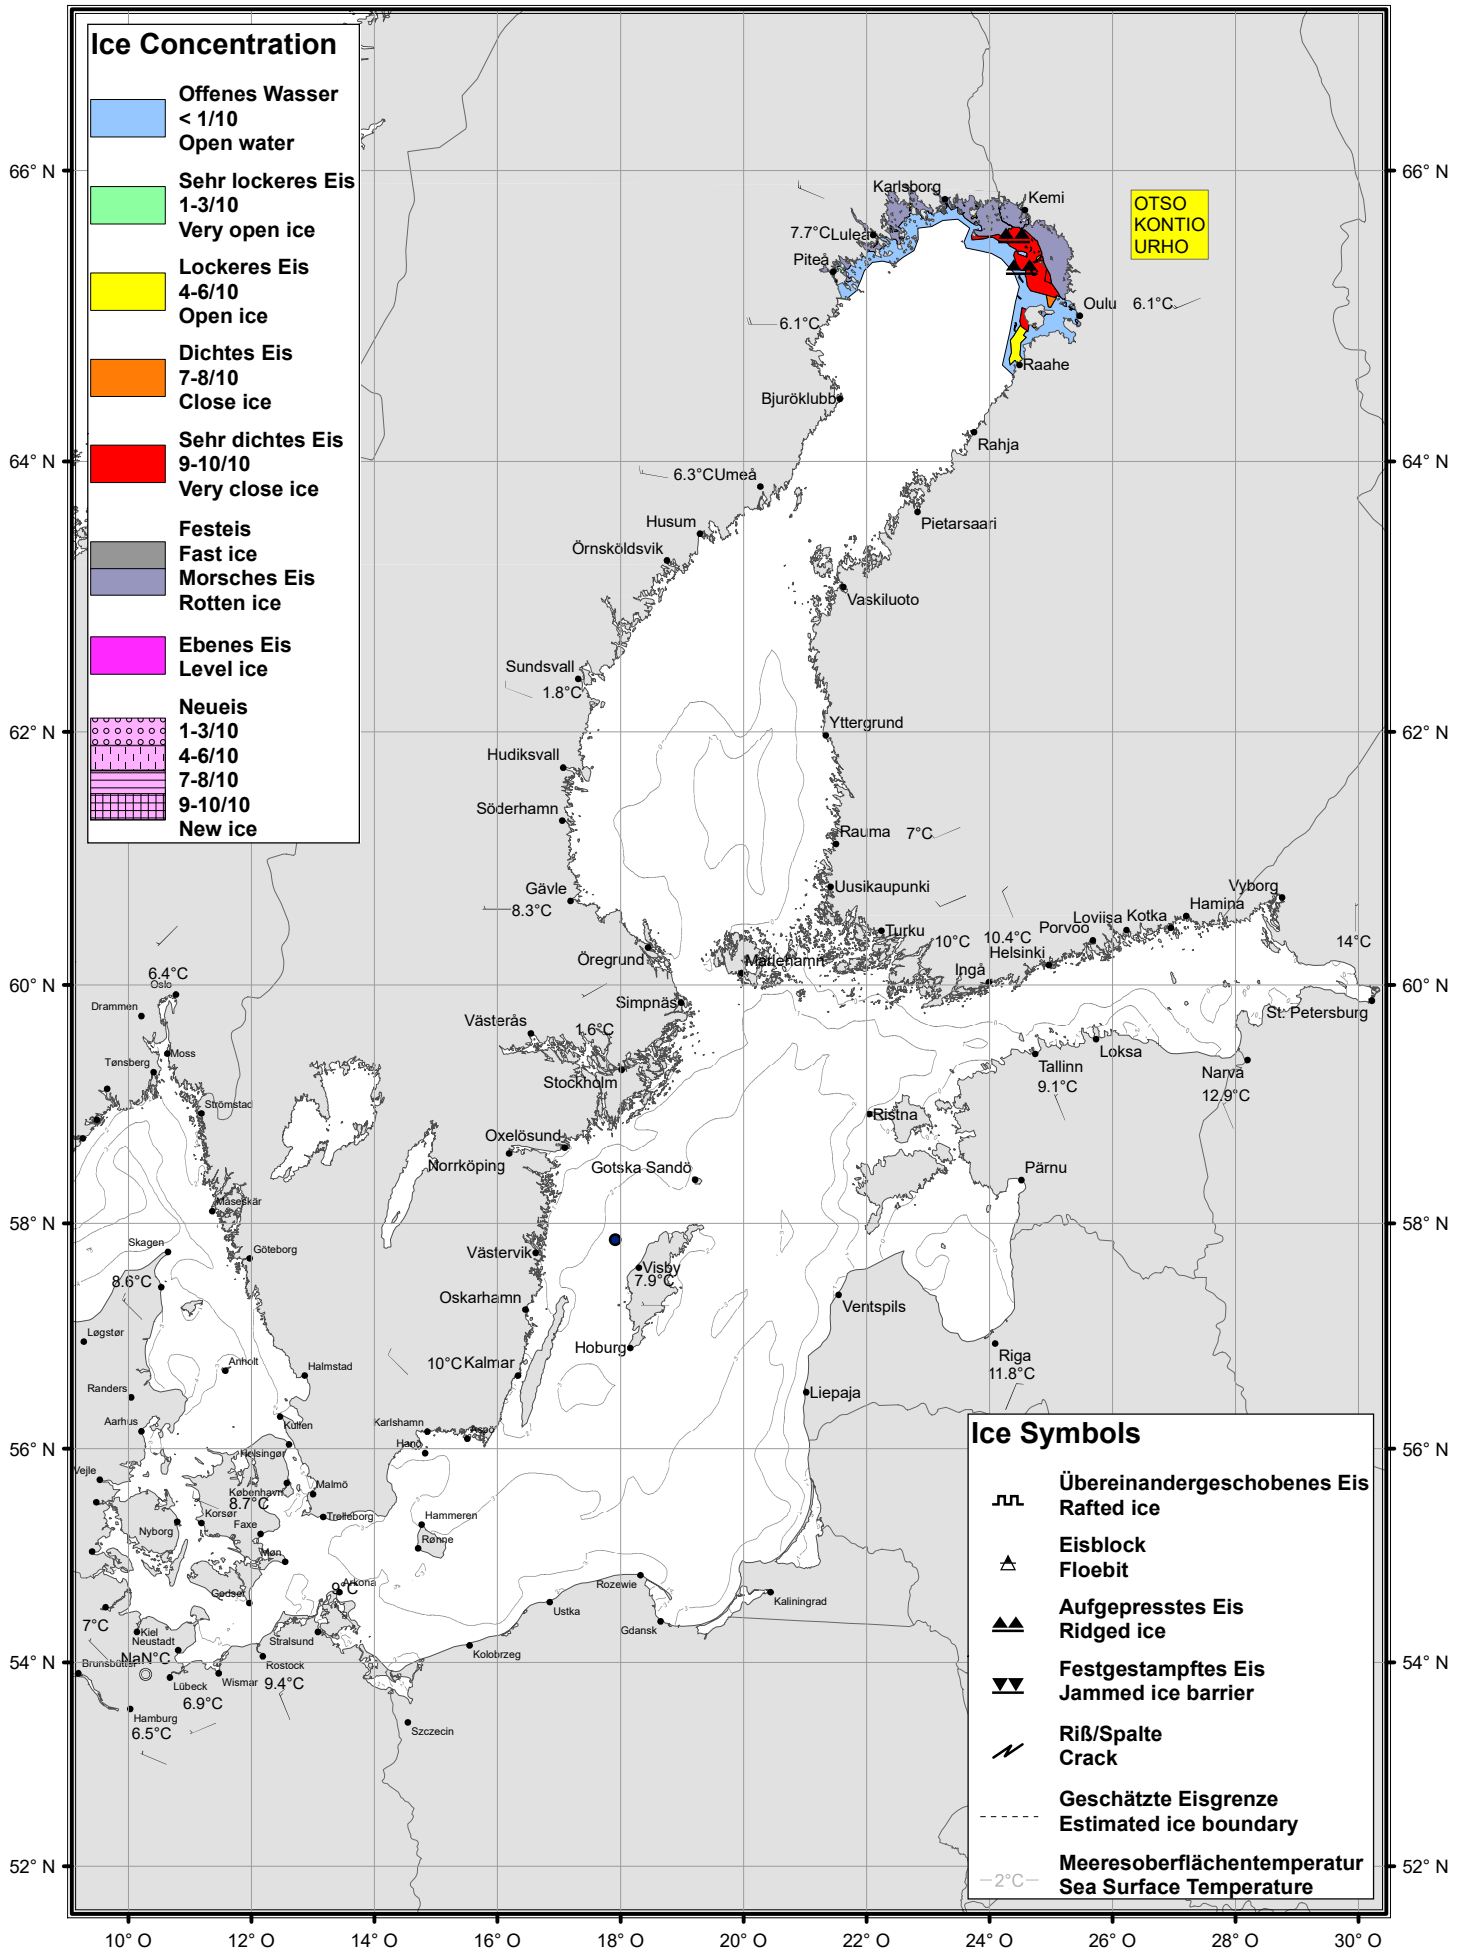 Ice Concentration
Offenes Wasser
< 1/10
Open water
Sehr lockeres Eis
1-3/10
Very open ice
Lockeres Eis
4-6/10
Open ice
Dichtes Eis
7-8/10
Close ice
Sehr dichtes Eis
9-10/10
Very close ice
Festeis
Fast ice
Morsches Eis
Rotten ice
Ebenes Eis
Level ice
Neueis
1-3/10
4-6/10
7-8/10
9-10/10
New ice
66° N
66° N
Karlsborg
Kemi
OTSO
KONTIO
URHO
7.7°C
Luleå
Piteå
Oulu
6.1°C
6.1°C
Raahe
Bjuröklubb
Rahja
64° N
64° N
6.3°C
Umeå
Husum
Pietarsaari
Örnsköldsvik
Vaskiluoto
Sundsvall
1.8°C
Yttergrund
62° N
62° N
Hudiksvall
Söderhamn
Rauma
7°C
Gävle
8.3°C
Uusikaupunki
Vyborg
Hamina
Loviisa
Kotka
Porvoo
Turku
10°C
10.4°C
Helsinki
14°C
Öregrund
Mariehamn
Ingå
6.4°C
Oslo
60° N
60° N
Drammen
Simpnäs
St. Petersburg
Västerås
1.6°C
Moss
Tønsberg
Stockholm
Tallinn
9.1°C
Loksa
Narva
12.9°C
Strömstad
Ristna
Oxelösund
Norrköping
Gotska Sandö
Pärnu
Måseskär
58° N
58° N
Skagen
Göteborg
Västervik
Visby
7.9°C
8.6°C
Oskarhamn
Ventspils
Løgstør
Hoburg
Riga
11.8°C
Anholt
Halmstad
10°C
Kalmar
Randers
Liepaja
Aarhus
Kullen
Karlshamn
Aspö
Hanö
56° N
56° N
Helsingør
Vejle
København
8.7°C
Malmö
Korsør
Faxe
Trelleborg
Hammeren
Nyborg
Rønne
Møn
Gedser
Arkona
9°C
Rozewie
Kaliningrad
7°C
Ustka
Gdansk
Kiel
Neustadt
Stralsund
Kolobrzeg
54° N
54° N
Brunsbüttel
NaN°C
Rostock
Lübeck
Wismar
9.4°C
6.9°C
Hamburg
6.5°C
Szczecin
52° N
52° N
Ice Symbols
Übereinandergeschobenes Eis
Rafted ice
Eisblock
Floebit
Aufgepresstes Eis
Ridged ice
Festgestampftes Eis
Jammed ice barrier
Riß/Spalte
Crack
Geschätzte Eisgrenze
Estimated ice boundary
Meeresoberflächentemperatur
2°C
Sea Surface Temperature
10° O
12° O
14° O
16° O
18° O
20° O
22° O
24° O
26° O
28° O
30° O